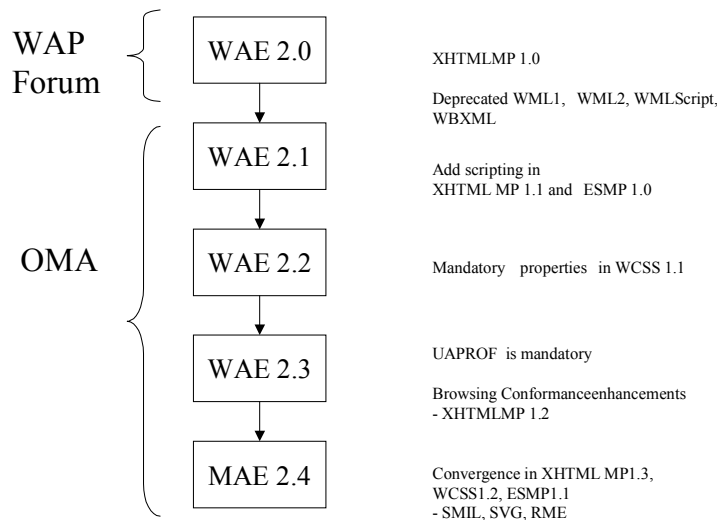 WAP
Forum
WAE 2.0
XHTMLMP 1.0
Deprecated WML1, WML2, WMLScript,
WBXML
WAE 2.1
Add scripting in
XHTML MP 1.1 and ESMP 1.0
OMA
WAE 2.2
Mandatory properties in WCSS 1.1
WAE 2.3
UAPROF is mandatory
Browsing Conformanceenhancements
- XHTMLMP 1.2
MAE 2.4
Convergence in XHTML MP1.3,
WCSS1.2, ESMP1.1
- SMIL, SVG, RME